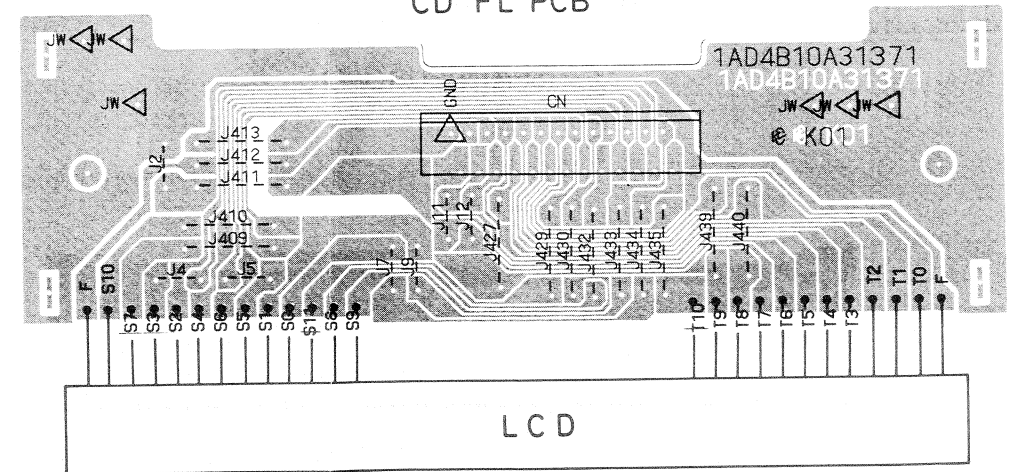 CD FL PCB
JW JW
1AD4B10A31371
1AD4B10A31371
JW
GND
CN
JW JW JW
K01
J413
J2
J412
J411
J410
J409
J11
J12
J427
J429
J430
J432
J433
J434
J435
J439
J440
J4
J5
J7
J9
F
S10
S7
S3
S2
S4
S6
S5
S1
S8
S9
T10
T9
T8
T7
T6
T5
T4
T3
T2
T1
T0
F
LCD